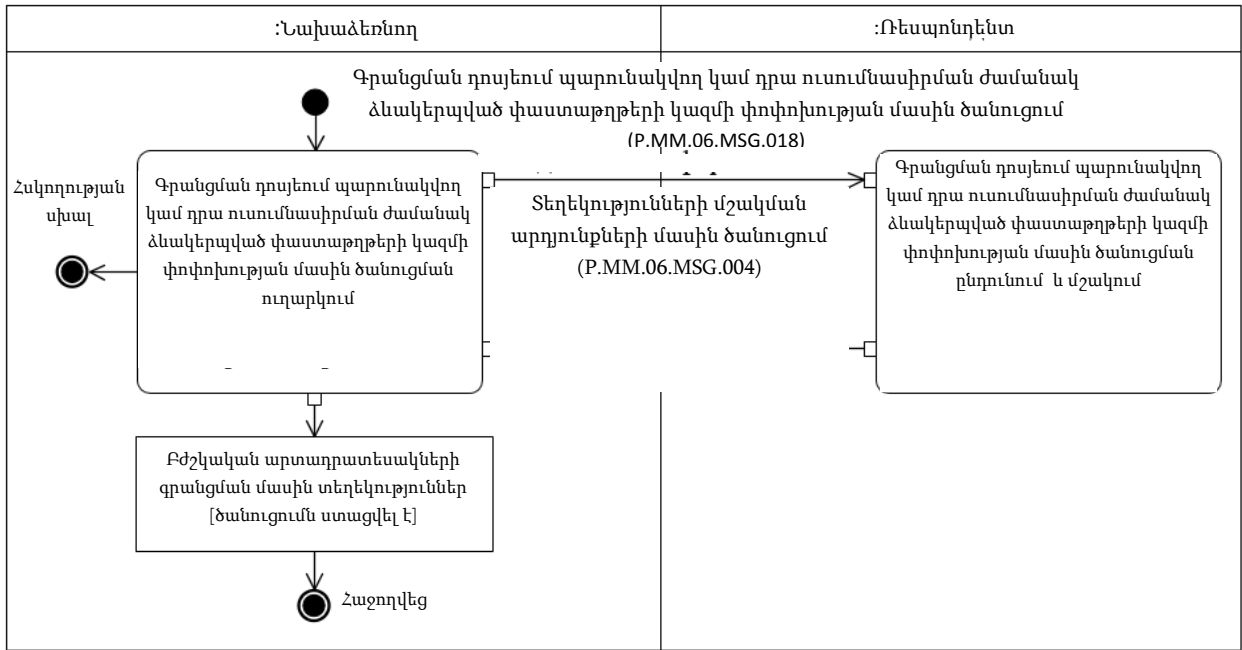 :Նախաձեռնող
:Ռեսպոնդենտ
Գրանցման դոսյեում պարունակվող կամ դրա ուսումնասիրման ժամանակ
ձևակերպված փաստաթղթերի կազմի փոփոխության մասին ծանուցում
(P.MM.06.MSG.018)
Հսկողության
սխալ
Գրանցման դոսյեում պարունակվող
կամ դրա ուսումնասիրման ժամանակ
ձևակերպված փաստաթղթերի կազմի
փոփոխության մասին ծանուցման
ուղարկում
Տեղեկությունների մշակման
արդյունքների մասին ծանուցում
(P.MM.06.MSG.004)
Գրանցման դոսյեում պարունակվող
կամ դրա ուսումնասիրման ժամանակ
ձևակերպված փաստաթղթերի կազմի
փոփոխության մասին ծանուցման
ընդունում և մշակում
Բժշկական արտադրատեսակների
գրանցման մասին տեղեկություններ
[ծանուցումն ստացվել է]
Հաջողվեց